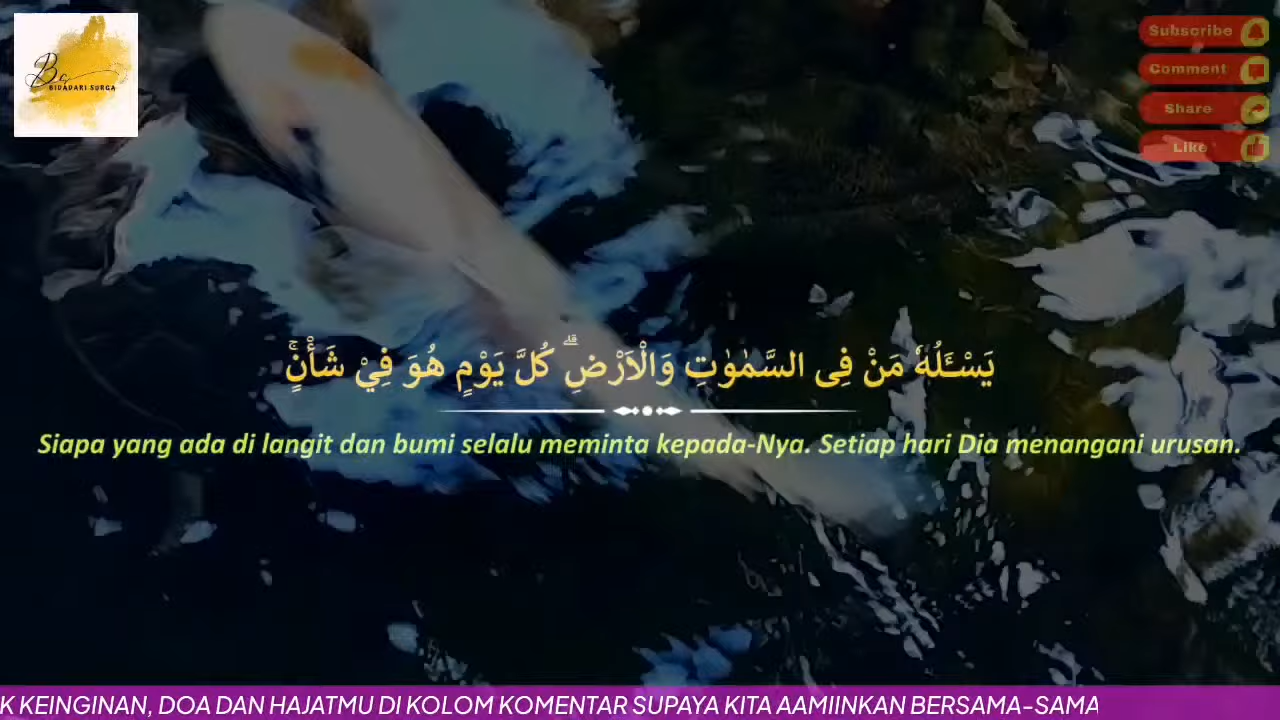 Bs
BIDADARI SURGA
Subscribe
Comment
Share
Like
يَسْـَٔلُهٗ مَنْ فِى السَّمٰوٰتِ وَالْاَرْضِۗ كُلَّ يَوْمٍ هُوَ فِيْ شَأْنٍۚ
Siapa yang ada di langit dan bumi selalu meminta kepada-Nya. Setiap hari Dia menangani urusan.
K KEINGINAN, DOA DAN HAJATMU DI KOLOM KOMENTAR SUPAYA KITA AAMIINKAN BERSAMA-SAMA